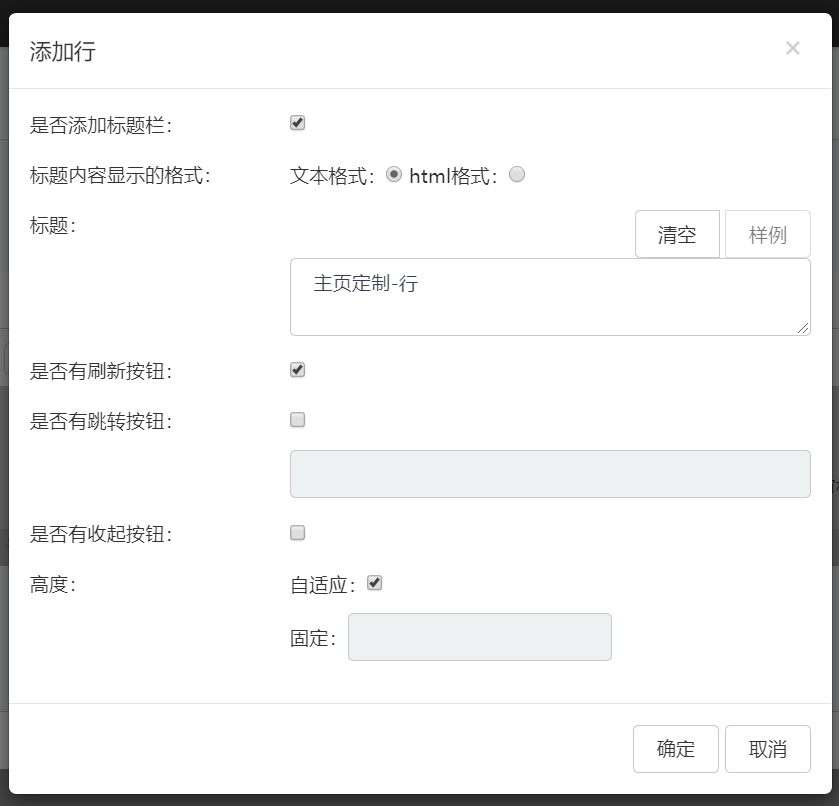 添加行
×
是否添加标题栏：
标题内容显示的格式： 文本格式： html格式：
标题： 清空 样例
主页定制-行
是否有刷新按钮：
是否有跳转按钮：
是否有收起按钮：
高度： 自适应：
固定：
确定 取消